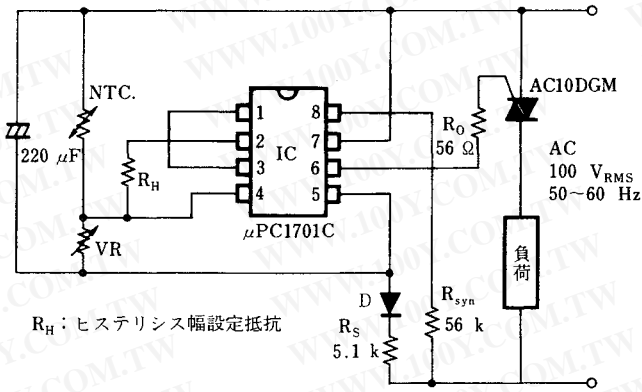 NTC.
220 μF
R_H
VR
1
2
3
4
8
7
6
5
IC
μPC1701C
R_O
56 Ω
AC10DGM
AC
100 V_RMS
50～60 Hz
負荷
D
R_S
5.1 k
R_syn
56 k
R_H：ヒステリシス幅設定抵抗
WWW.100Y.COM.TW